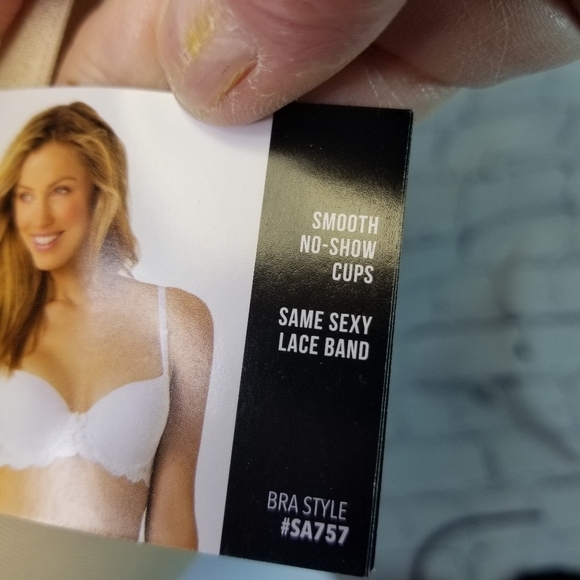 SMOOTH
NO-SHOW
CUPS
SAME SEXY
LACE BAND
BRA STYLE
#SA757